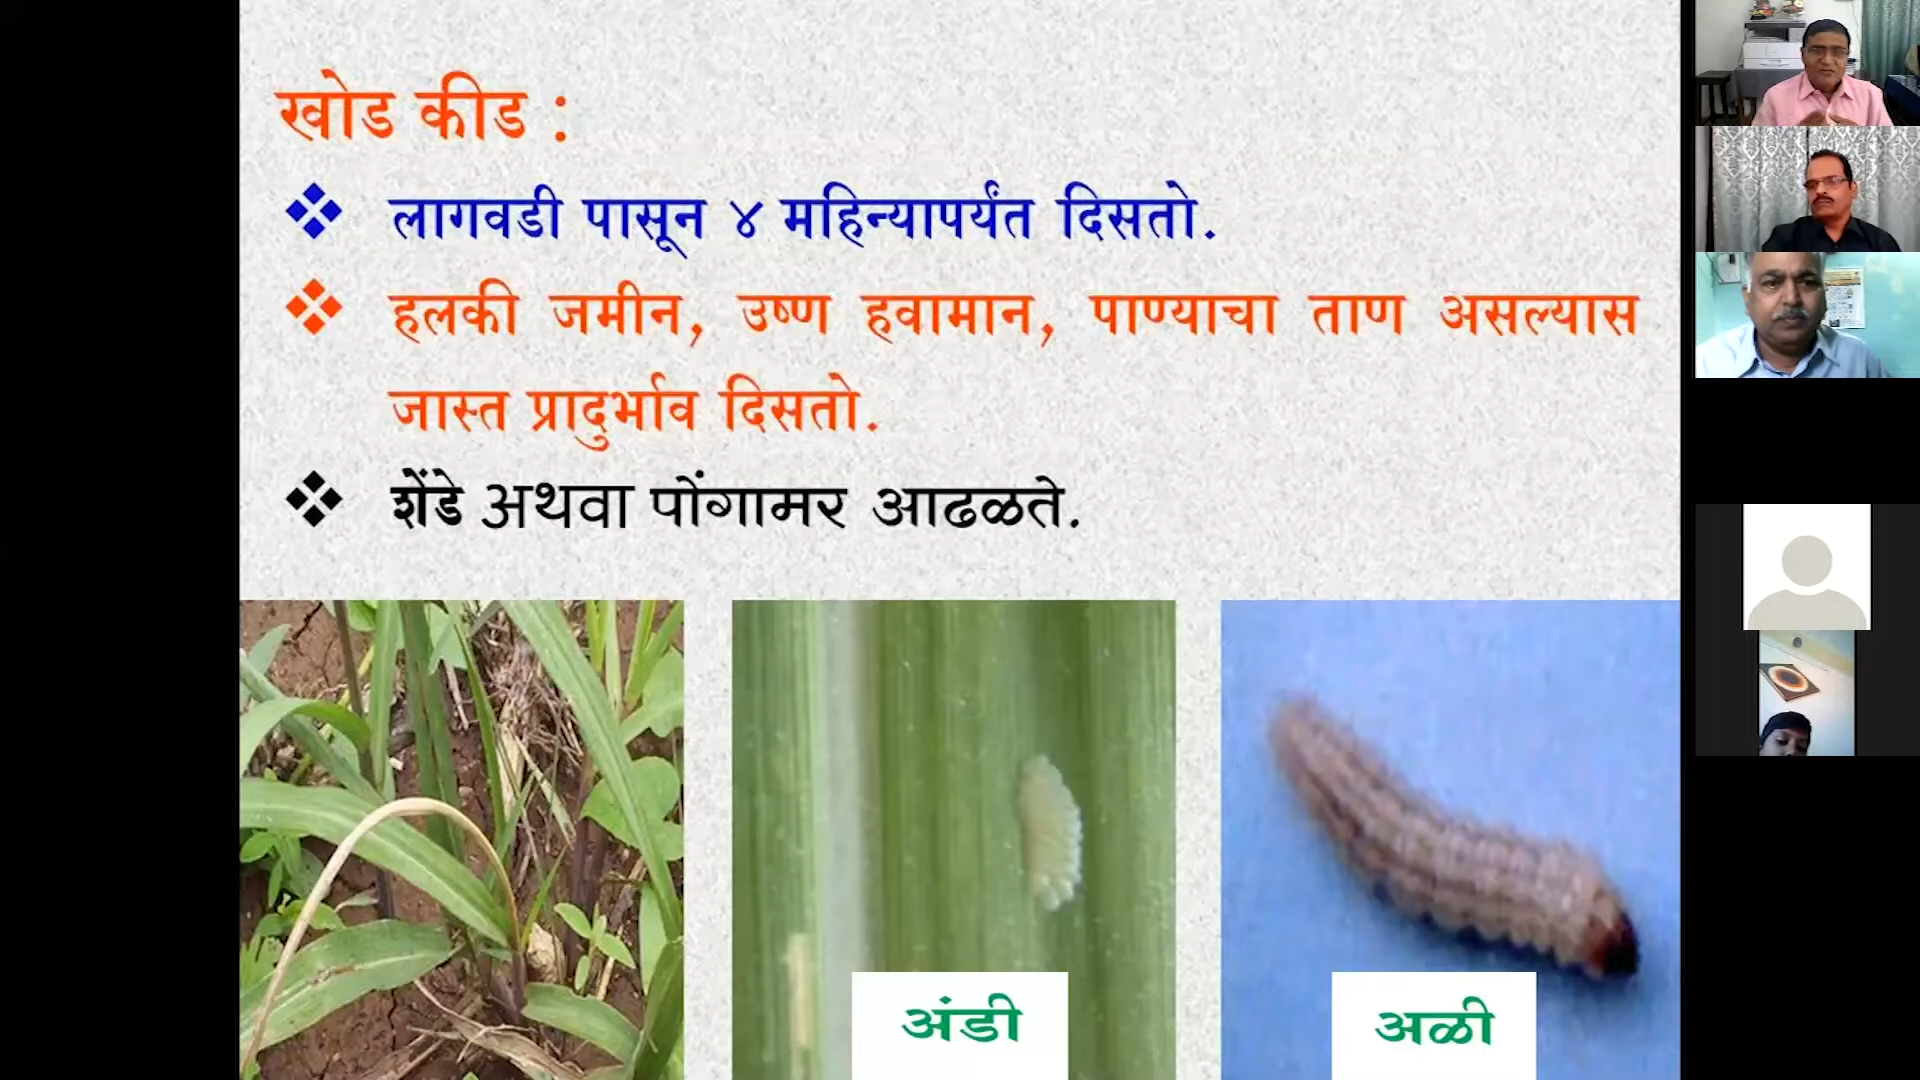 खोड कीड :
❖ लागवडी पासून ४ महिन्यापर्यंत दिसतो.
❖ हलकी जमीन, उष्ण हवामान, पाण्याचा ताण असल्यास
जास्त प्रादुर्भाव दिसतो.
❖ शेंडे अथवा पोंगामर आढळते.
अंडी
अळी